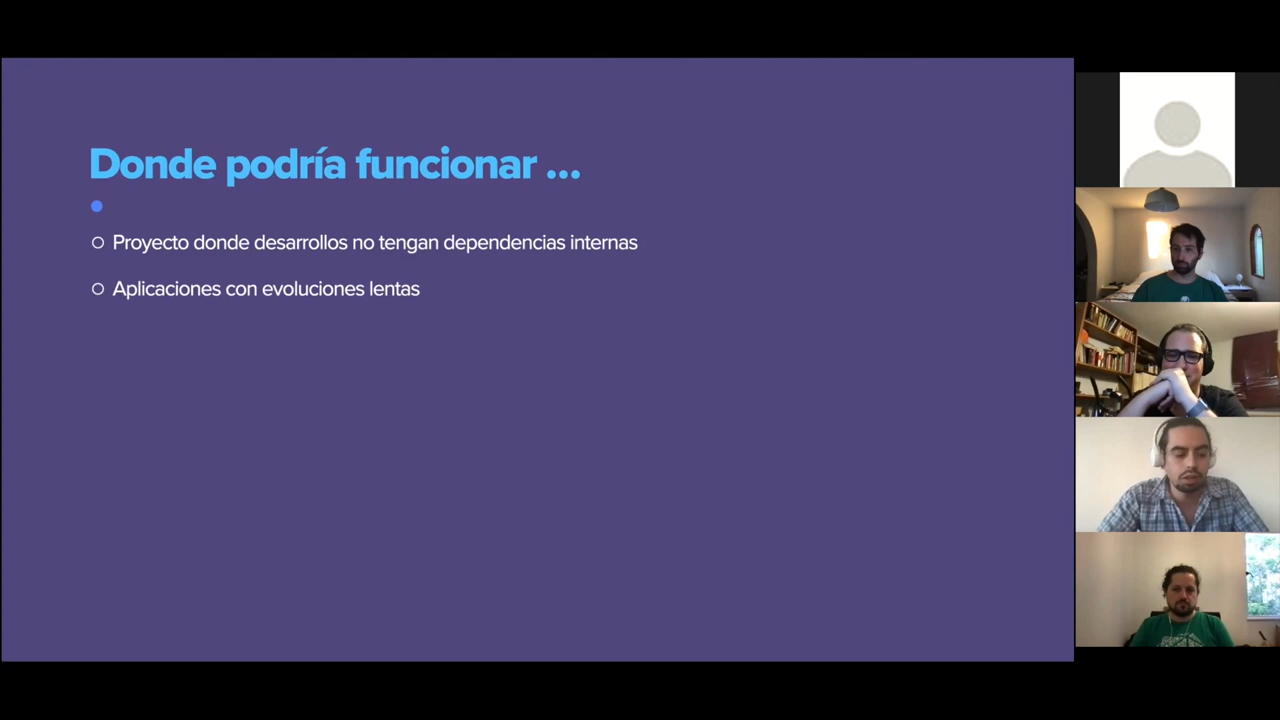 Donde podría funcionar ...
Proyecto donde desarrollos no tengan dependencias internas
Aplicaciones con evoluciones lentas